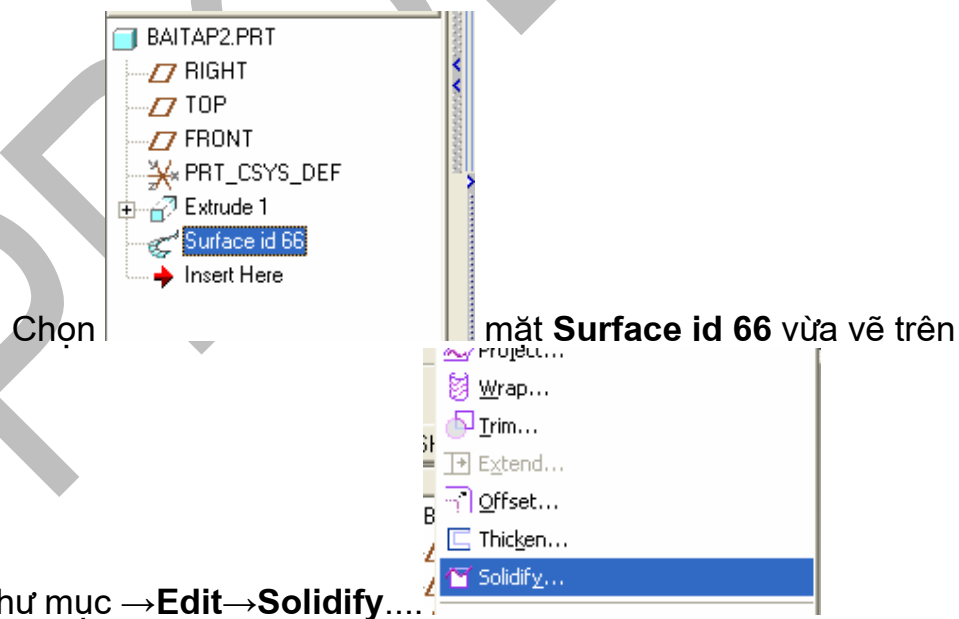 BAITAP2.PRT
RIGHT
TOP
FRONT
PRT_CSYS_DEF
Extrude 1
Surface id 66
Insert Here
Chọn mặt Surface id 66 vừa vẽ trên
Project...
Wrap...
Trim...
Extend...
Offset...
Thicken...
Solidify...
hư mục →Edit→Solidify....